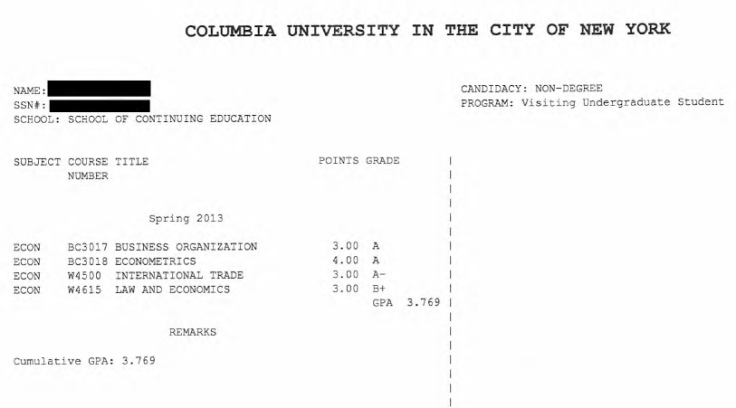 COLUMBIA UNIVERSITY IN THE CITY OF NEW YORK
NAME:
SSN#:
SCHOOL: SCHOOL OF CONTINUING EDUCATION
CANDIDACY: NON-DEGREE
PROGRAM: Visiting Undergraduate Student
SUBJECT COURSE TITLE POINTS GRADE
NUMBER
Spring 2013
ECON BC3017 BUSINESS ORGANIZATION 3.00 A
ECON BC3018 ECONOMETRICS 4.00 A
ECON W4500 INTERNATIONAL TRADE 3.00 A-
ECON W4615 LAW AND ECONOMICS 3.00 B+
GPA 3.769
REMARKS
Cumulative GPA: 3.769